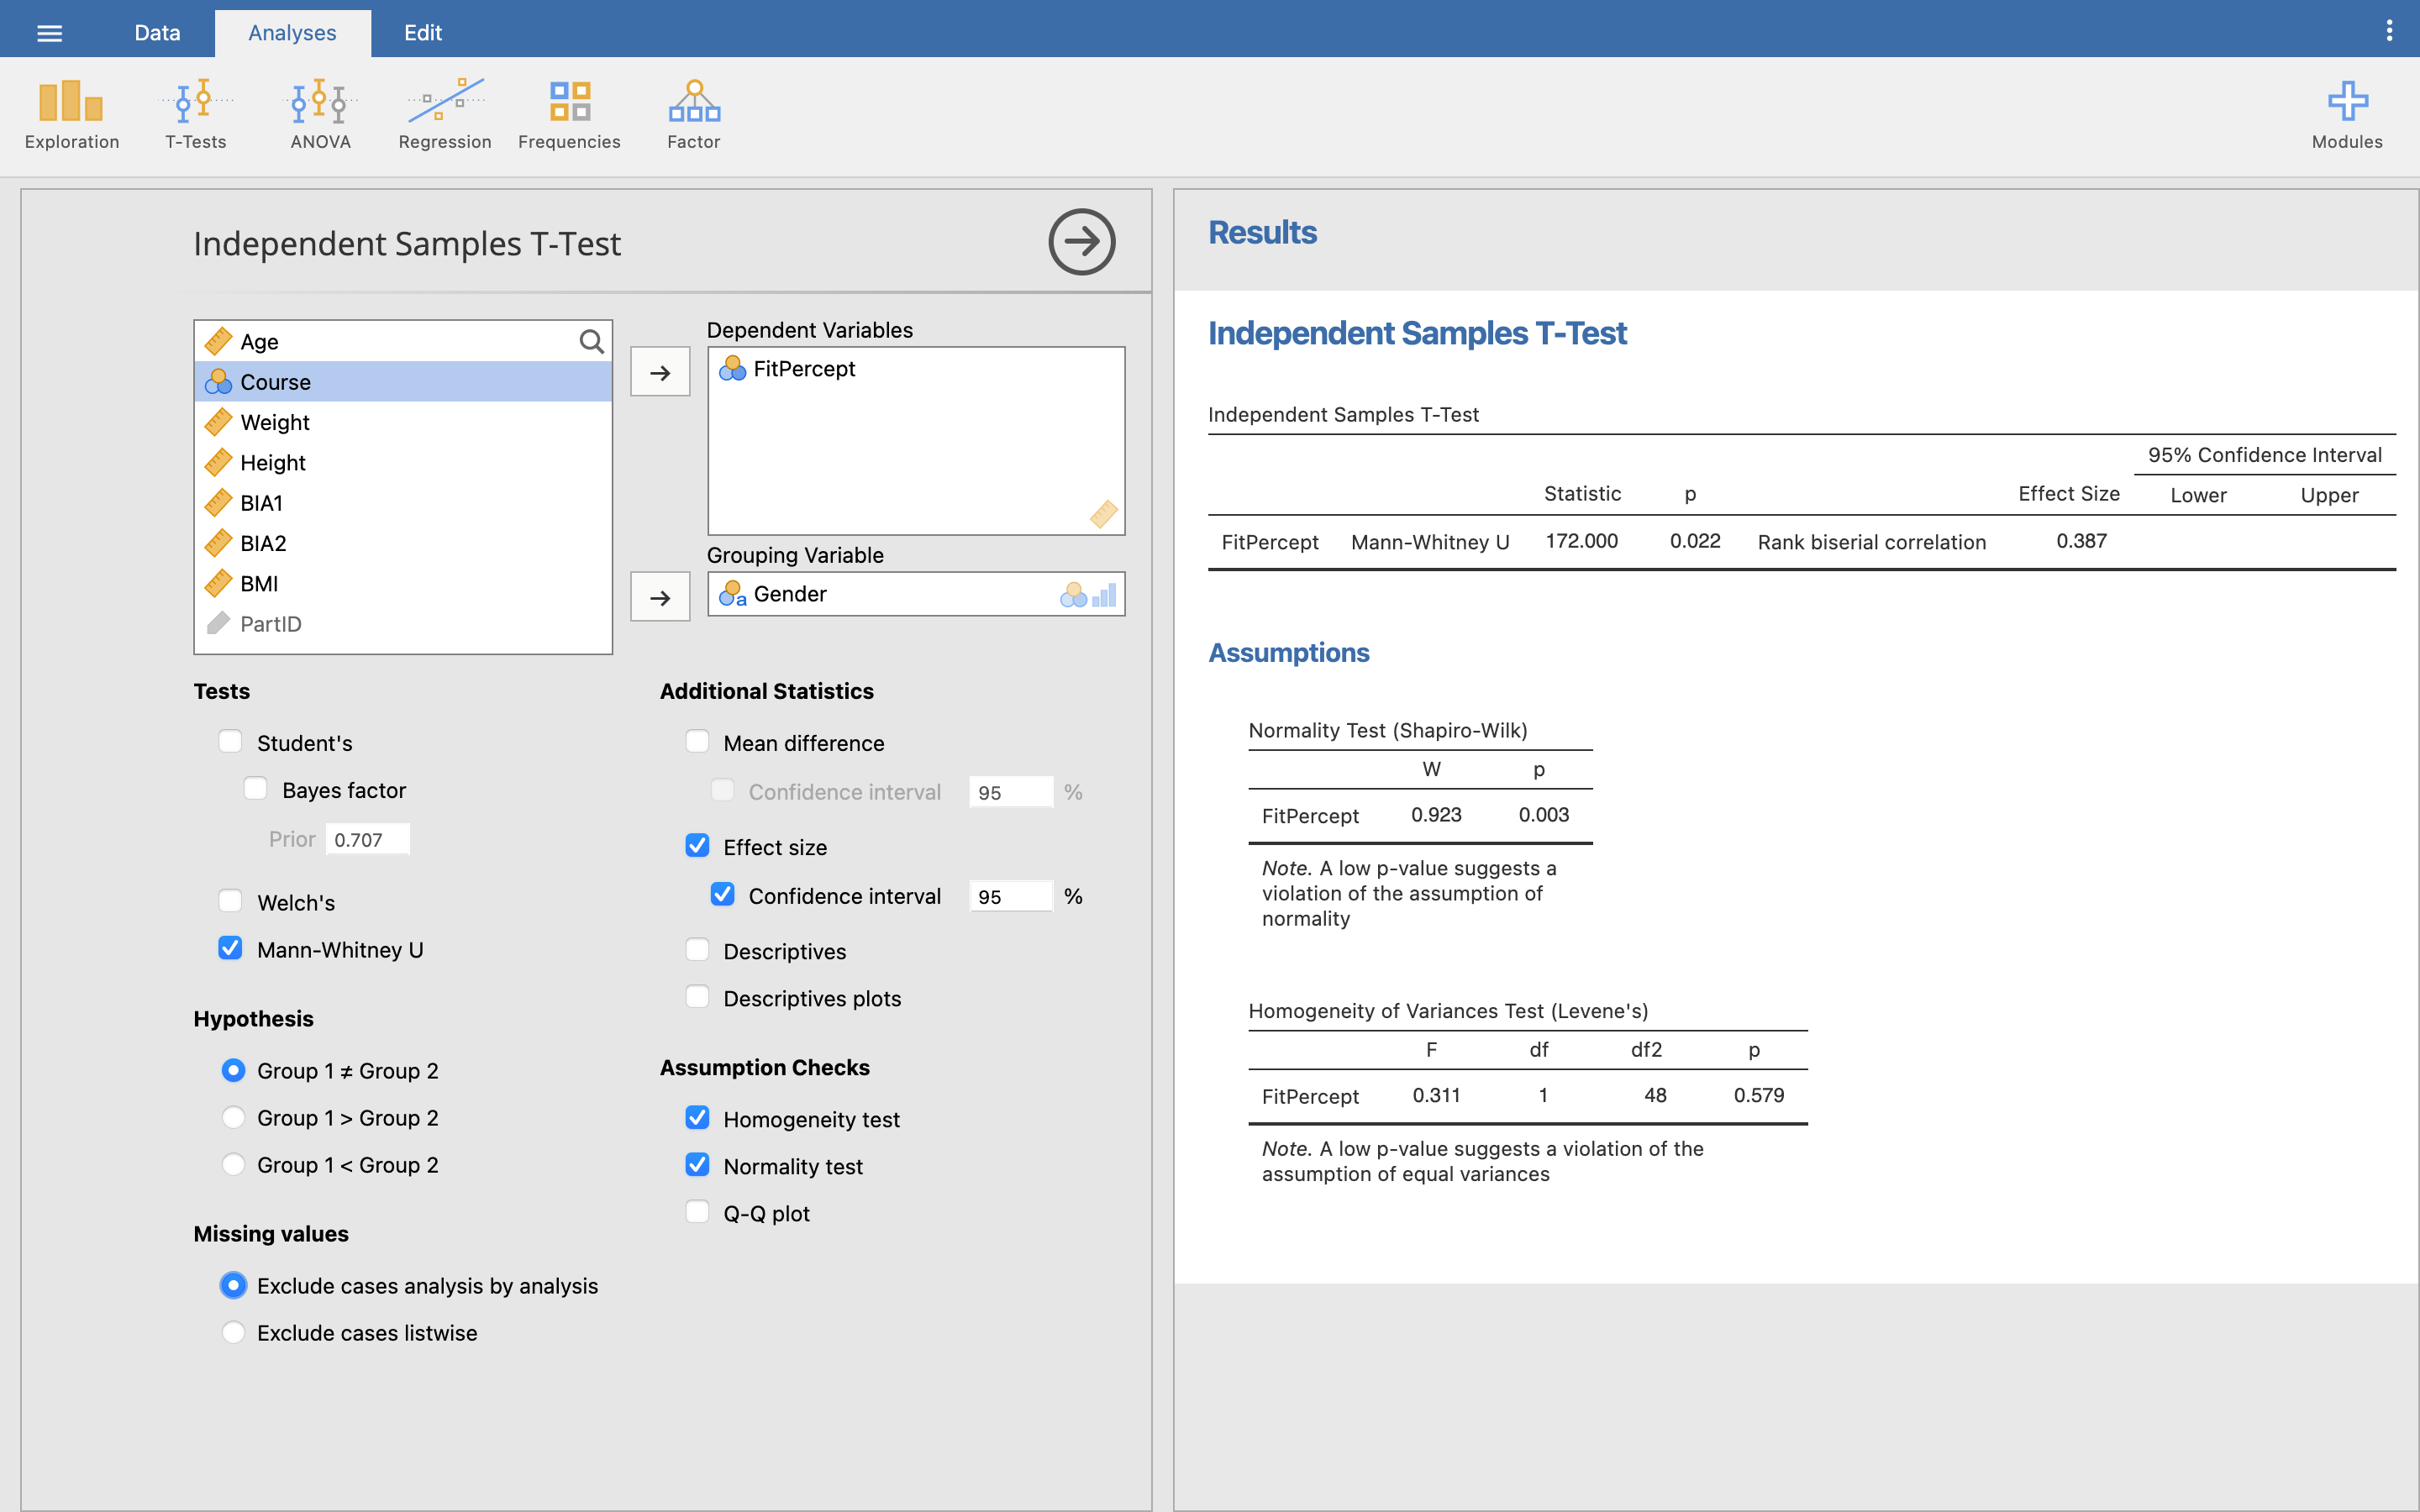 Data Analyses Edit
Exploration T-Tests ANOVA Regression Frequencies Factor Modules
Independent Samples T-Test
Age
Course
Weight
Height
BIA1
BIA2
BMI
PartID
Dependent Variables
FitPercept
Grouping Variable
a Gender
Tests
Student's
Bayes factor
Prior 0.707
Welch's
Mann-Whitney U
Hypothesis
Group 1 ≠ Group 2
Group 1 > Group 2
Group 1 < Group 2
Missing values
Exclude cases analysis by analysis
Exclude cases listwise
Additional Statistics
Mean difference
Confidence interval 95 %
Effect size
Confidence interval 95 %
Descriptives
Descriptives plots
Assumption Checks
Homogeneity test
Normality test
Q-Q plot
Results
Independent Samples T-Test
Independent Samples T-Test
95% Confidence Interval
Statistic p Effect Size Lower Upper
FitPercept Mann-Whitney U 172.000 0.022 Rank biserial correlation 0.387
Assumptions
Normality Test (Shapiro-Wilk)
W p
FitPercept 0.923 0.003
Note. A low p-value suggests a
violation of the assumption of
normality
Homogeneity of Variances Test (Levene's)
F df df2 p
FitPercept 0.311 1 48 0.579
Note. A low p-value suggests a violation of the
assumption of equal variances